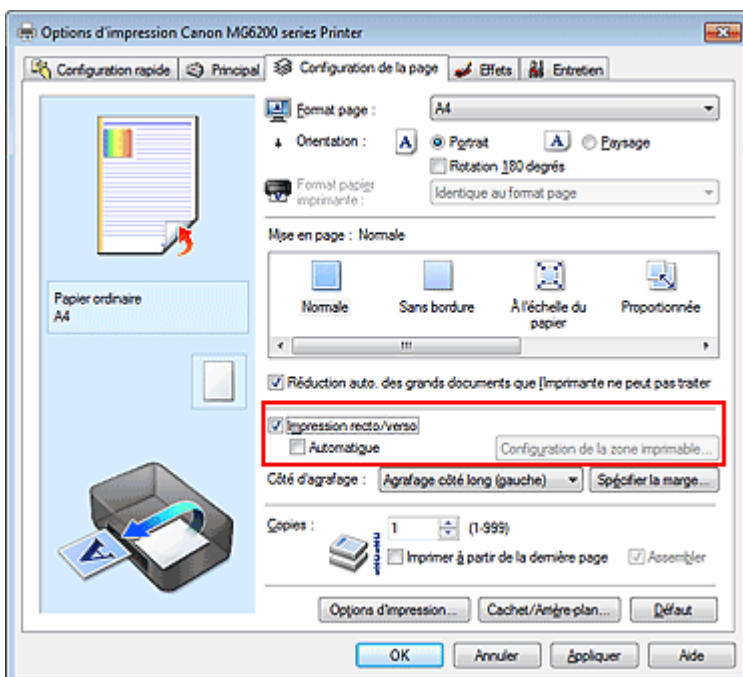 Options d'impression Canon MG6200 series Printer
Configuration rapide Principal Configuration de la page Effets Entretien
Format page : A4
Orientation : A Portrait A Paysage
Rotation 180 degrés
Format papier imprimante : Identique au format page
Mise en page : Normale
Normale Sans bordure À l'échelle du papier Proportionnée
Papier ordinaire
A4
Réduction auto. des grands documents que l'imprimante ne peut pas traiter
Impression recto/verso
Automatique Configuration de la zone imprimable...
Côté d'agrafage : Agrafage côté long (gauche) Spécifier la marge...
Copies : 1 (1-999)
Imprimer à partir de la dernière page Assembler
Options d'impression... Cachet/Arrière-plan... Défaut
OK Annuler Appliquer Aide